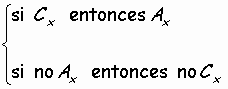 si Cₓ entonces Aₓ
si no Aₓ entonces no Cₓ